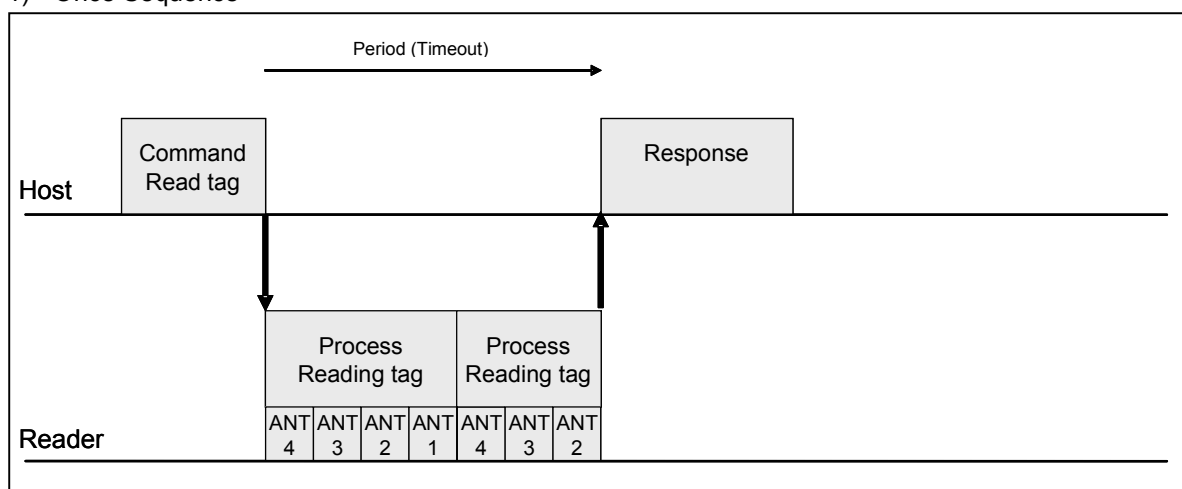 Once Sequence
Period (Timeout)
Command
Read tag
Response
Host
Process
Reading tag
Process
Reading tag
ANT ANT ANT ANT ANT ANT ANT
4 3 2 1 4 3 2
Reader